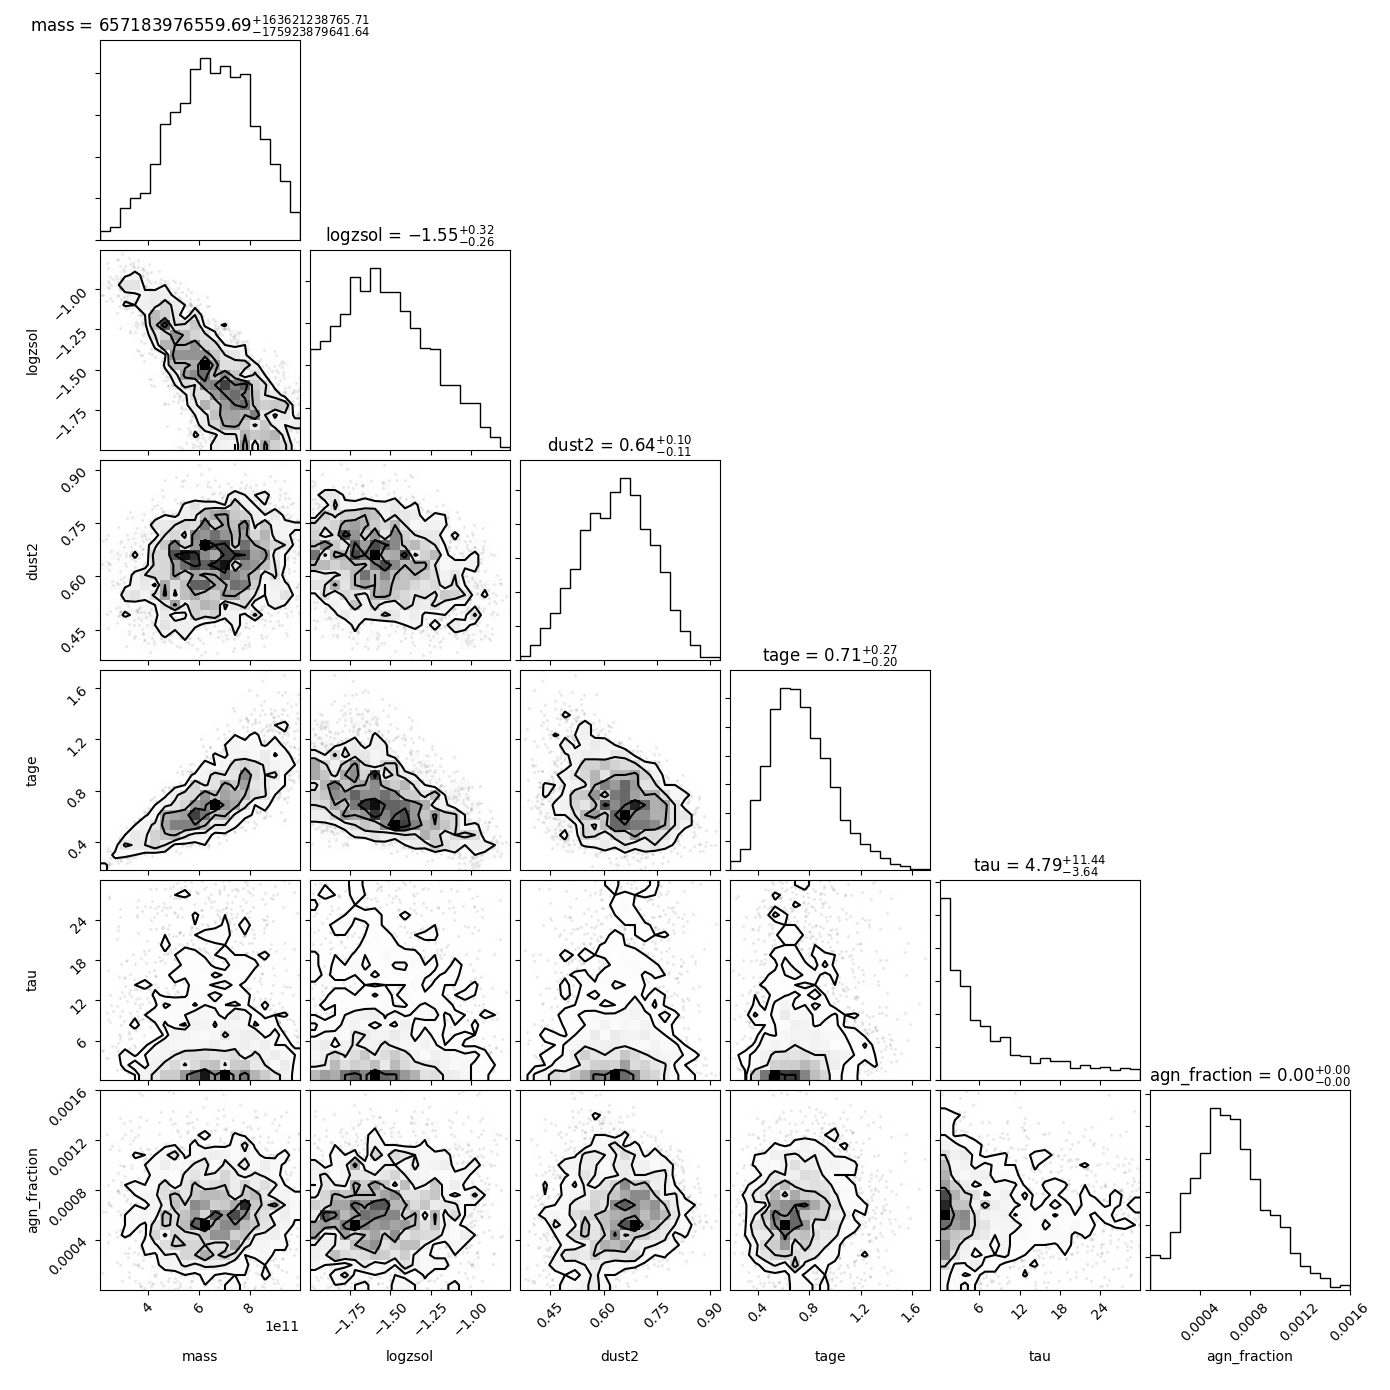 mass = 657183976559.69+163621238765.71−175923879641.64
logzsol = −1.55+0.32−0.26
−1.00
−1.25
−1.50
−1.75
logzsol
dust2 = 0.64+0.10−0.11
0.90
0.75
0.60
0.45
dust2
tage = 0.71+0.27−0.20
1.6
1.2
0.8
0.4
tage
tau = 4.79+11.44−3.64
24
18
12
6
tau
agn_fraction = 0.00+0.00−0.00
0.0016
0.0012
0.0008
0.0004
agn_fraction
4 6 8 −1.75 −1.50 −1.25 −1.00 0.45 0.60 0.75 0.90 0.4 0.8 1.2 1.6 6 12 18 24 0.0004 0.0008 0.0012 0.0016
1e11
mass logzsol dust2 tage tau agn_fraction